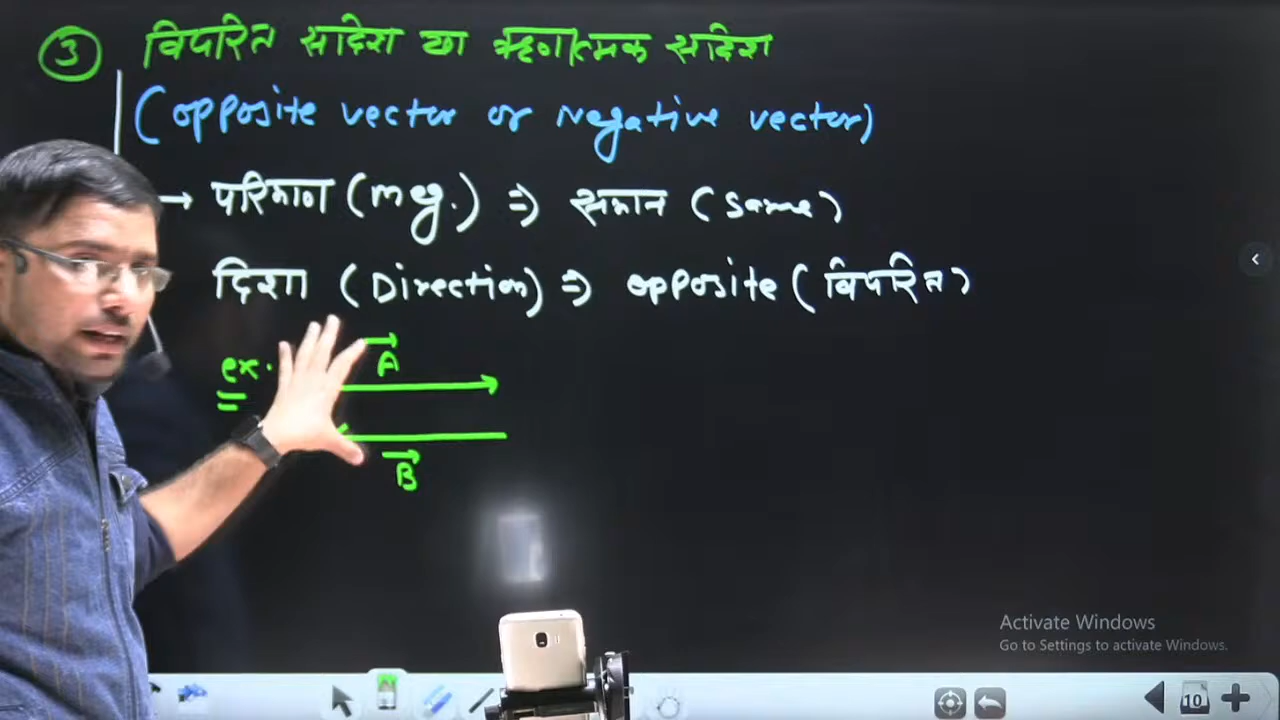 ③ विपरित सदिश या ऋणात्मक सदिश
(opposite vector or Negative vector)
→ परिमाण (meg.) ⇒ समान (same)
दिशा (Direction) ⇒ opposite (विपरित)
ex. A
B
Activate Windows
Go to Settings to activate Windows.
10